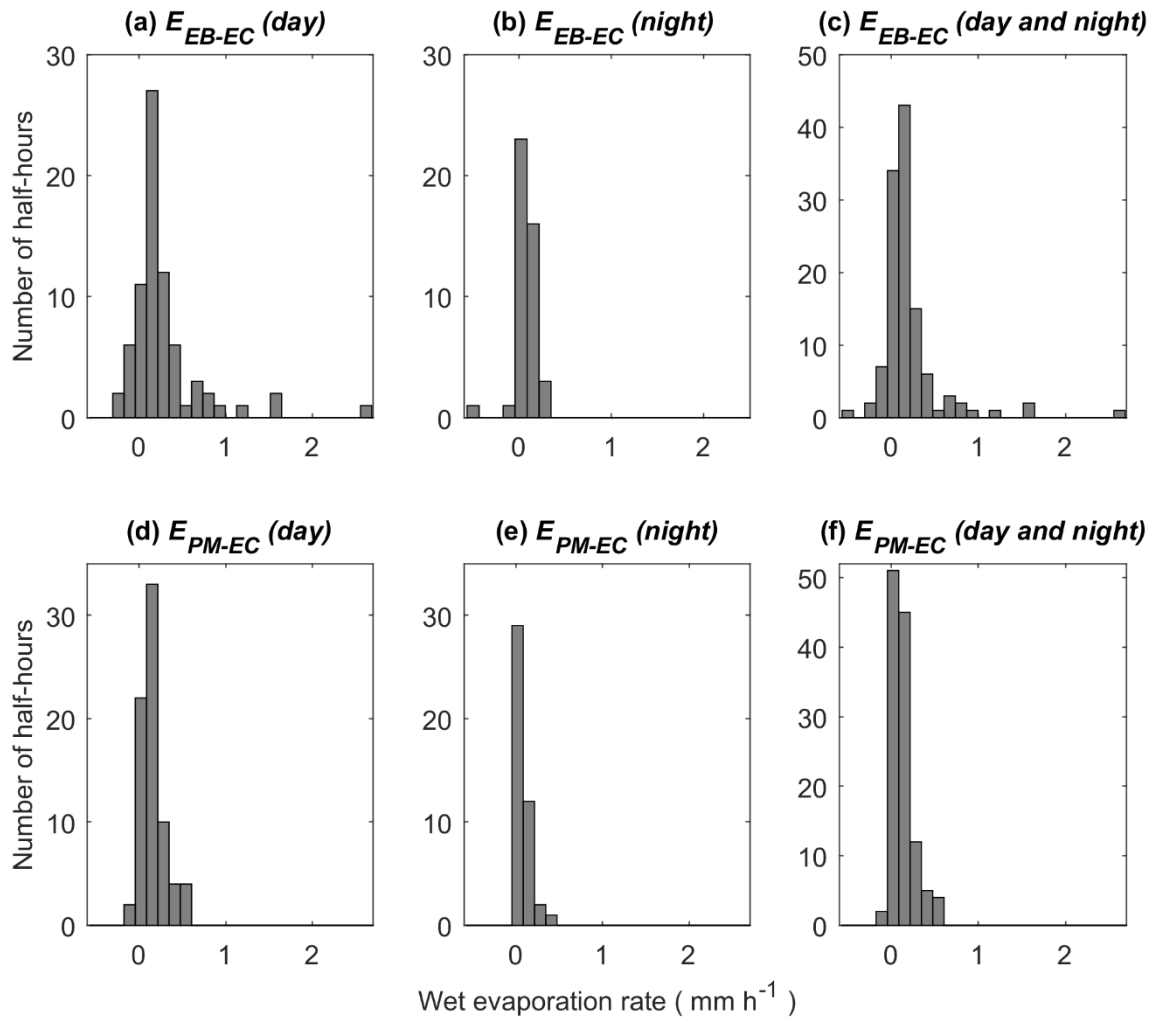 (a) E_EB-EC (day)
(b) E_EB-EC (night)
(c) E_EB-EC (day and night)
Number of half-hours
30
20
10
0
0 1 2
30
20
10
0
0 1 2
50
40
30
20
10
0
0 1 2
(d) E_PM-EC (day)
(e) E_PM-EC (night)
(f) E_PM-EC (day and night)
Number of half-hours
30
20
10
0
0 1 2
30
20
10
0
0 1 2
50
40
30
20
10
0
0 1 2
Wet evaporation rate ( mm h⁻¹ )